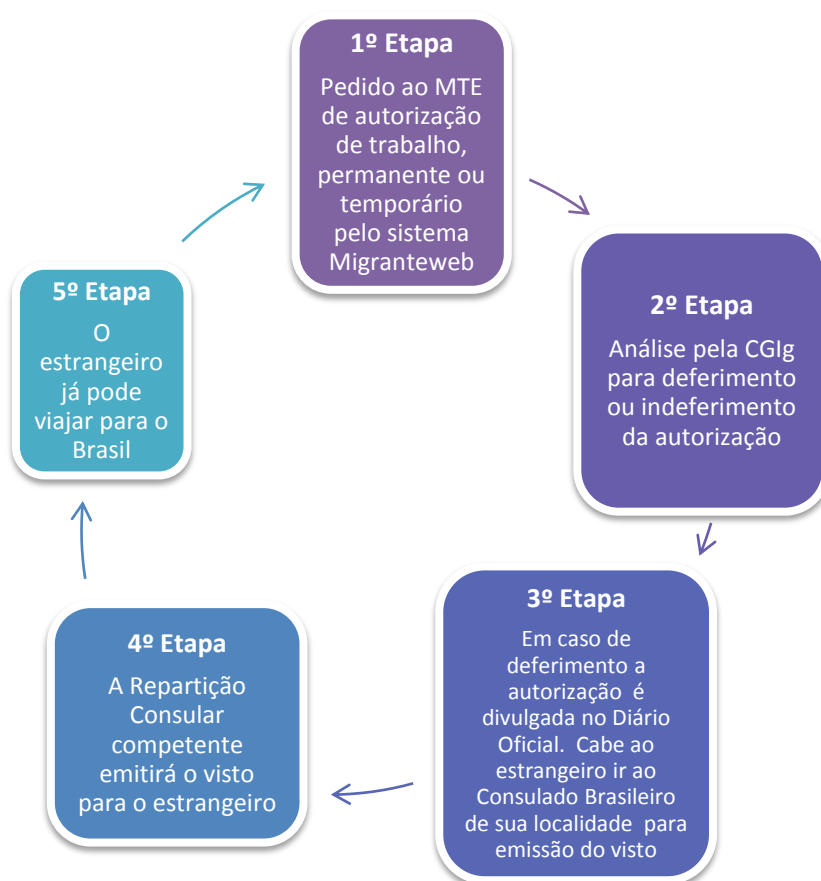 1º Etapa
Pedido ao MTE
de autorização
de trabalho,
permanente ou
temporário
pelo sistema
Migranteweb
2º Etapa
Análise pela CGIg
para deferimento
ou indeferimento
da autorização
3º Etapa
Em caso de
deferimento a
autorização é
divulgada no Diário
Oficial. Cabe ao
estrangeiro ir ao
Consulado Brasileiro
de sua localidade para
emissão do visto
4º Etapa
A Repartição
Consular
competente
emitirá o visto
para o estrangeiro
5º Etapa
O
estrangeiro
já pode
viajar para o
Brasil